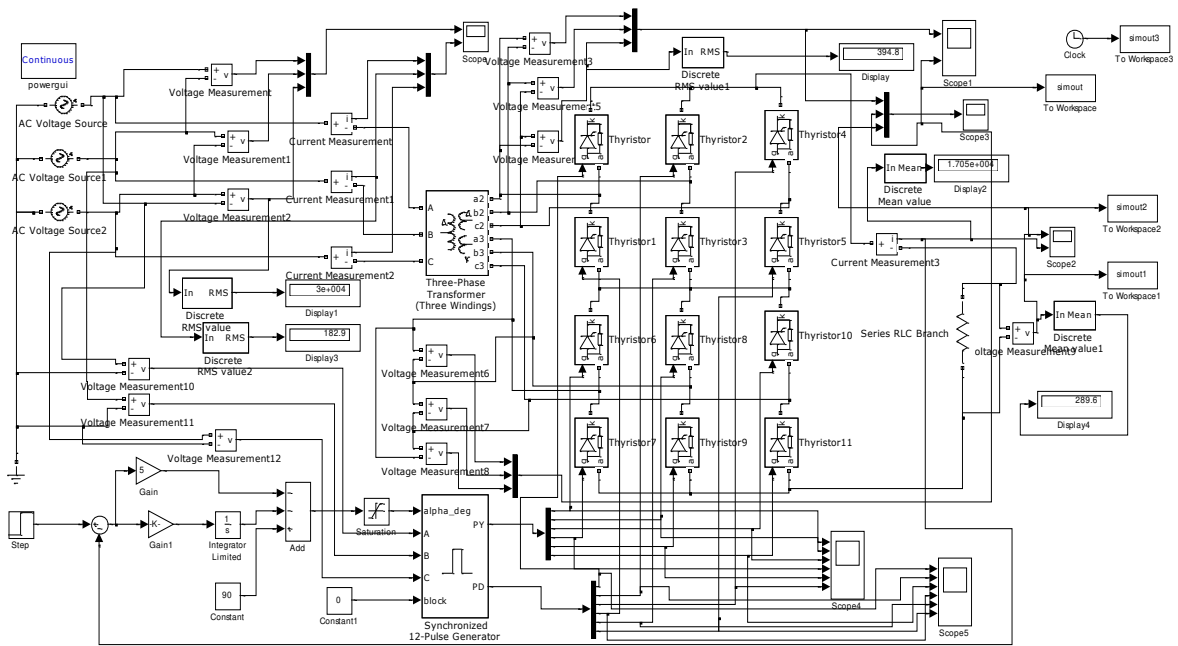 Continuous
powergui
AC Voltage Source
AC Voltage Source1
AC Voltage Source2
Voltage Measurement
Voltage Measurement1
Voltage Measurement2
Current Measurement
Current Measurement1
Current Measurement2
Scope
Voltage Measurement3
In RMS
Discrete
RMS value1
394.8
Display
Scope1
Clock
simout3
To Workspace3
simout
To Workspace
Scope3
In Mean
Discrete
Mean value
1.705e+004
Display2
simout2
To Workspace2
Scope2
simout1
To Workspace1
Current Measurement3
Series RLC Branch
In Mean
Discrete
Mean value1
289.6
Display4
Thyristor
Thyristor2
Thyristor4
Thyristor1
Thyristor3
Thyristor5
Thyristor6
Thyristor8
Thyristor10
Thyristor7
Thyristor9
Thyristor11
A
B
C
a2
b2
c2
a3
b3
c3
Three-Phase
Transformer
(Three Windings)
In RMS
Discrete
RMS value
3e+004
Display1
In RMS
Discrete
RMS value2
182.9
Display3
Voltage Measurement6
Voltage Measurement7
Voltage Measurement8
Voltage Measurement10
Voltage Measurement11
Voltage Measurement12
Step
5
Gain
-K-
Gain1
1
s
Integrator
Limited
Add
90
Constant
0
Constant1
Saturation
alpha_deg
A
B
C
block
PY
PD
Synchronized
12-Pulse Generator
Scope4
Scope5